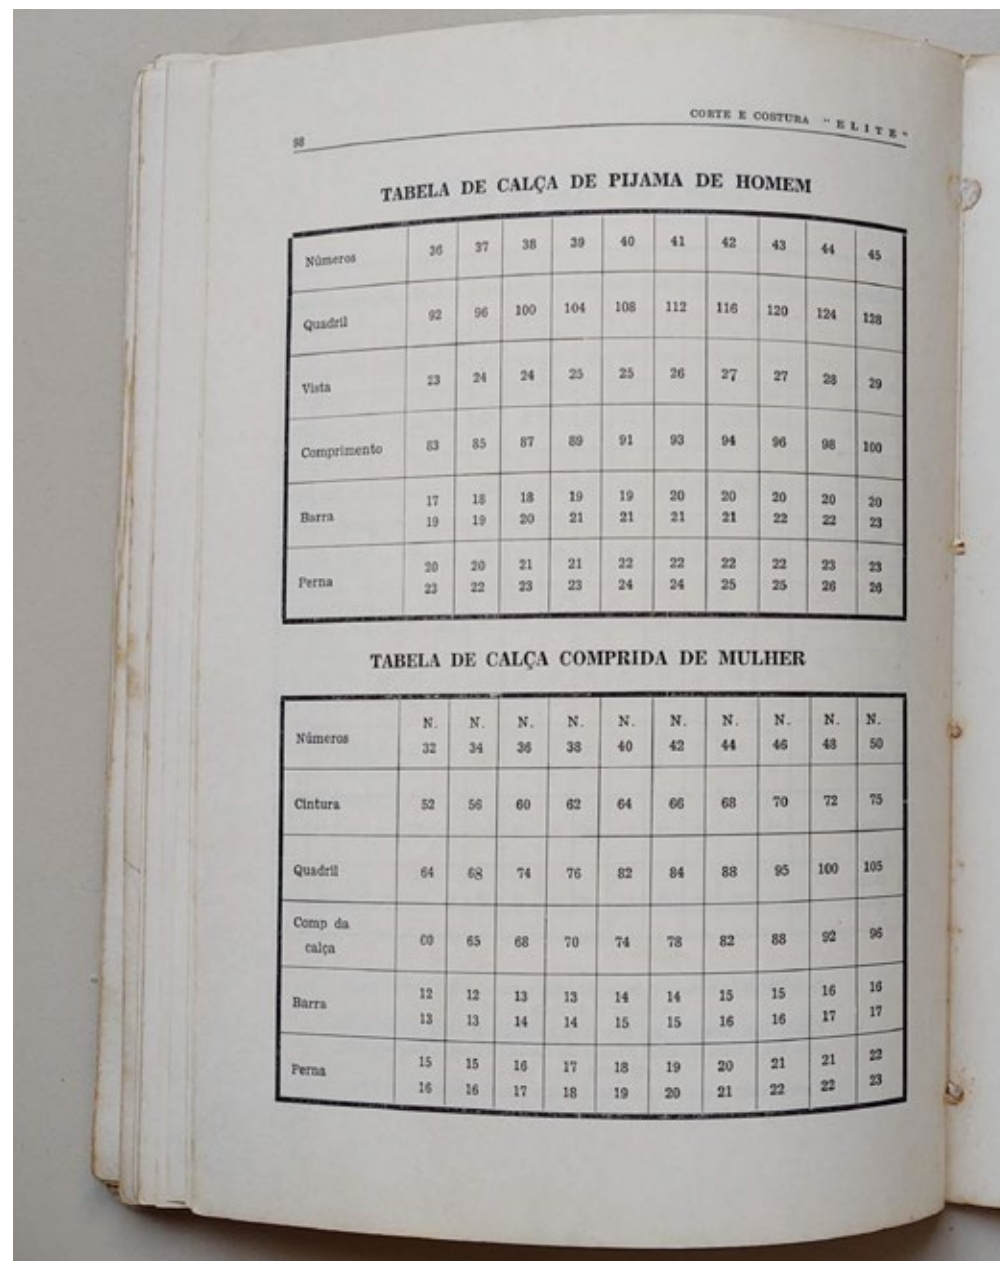 98
CORTE E COSTURA "ELITE"
TABELA DE CALÇA DE PIJAMA DE HOMEM
Números 36 37 38 39 40 41 42 43 44 45
Quadril 92 96 100 104 108 112 116 120 124 128
Vista 23 24 24 25 25 26 27 27 28 29
Comprimento 83 85 87 89 91 93 94 96 98 100
17 18 18 19 19 20 20 20 20 20
Barra
19 19 20 21 21 21 21 22 22 23
20 20 21 21 22 22 22 22 23 23
Perna
23 22 23 23 24 24 25 25 26 26
TABELA DE CALÇA COMPRIDA DE MULHER
N. N. N. N. N. N. N. N. N. N.
Números
32 34 36 38 40 42 44 46 48 50
Cintura 52 56 60 62 64 66 68 70 72 75
Quadril 64 68 74 76 82 84 88 95 100 105
Comp da
calça 60 65 68 70 74 78 82 88 92 96
12 12 13 13 14 14 15 15 16 16
Barra
13 13 14 14 15 15 16 16 17 17
15 15 16 17 18 19 20 21 21 22
Perna
16 16 17 18 19 20 21 22 22 23